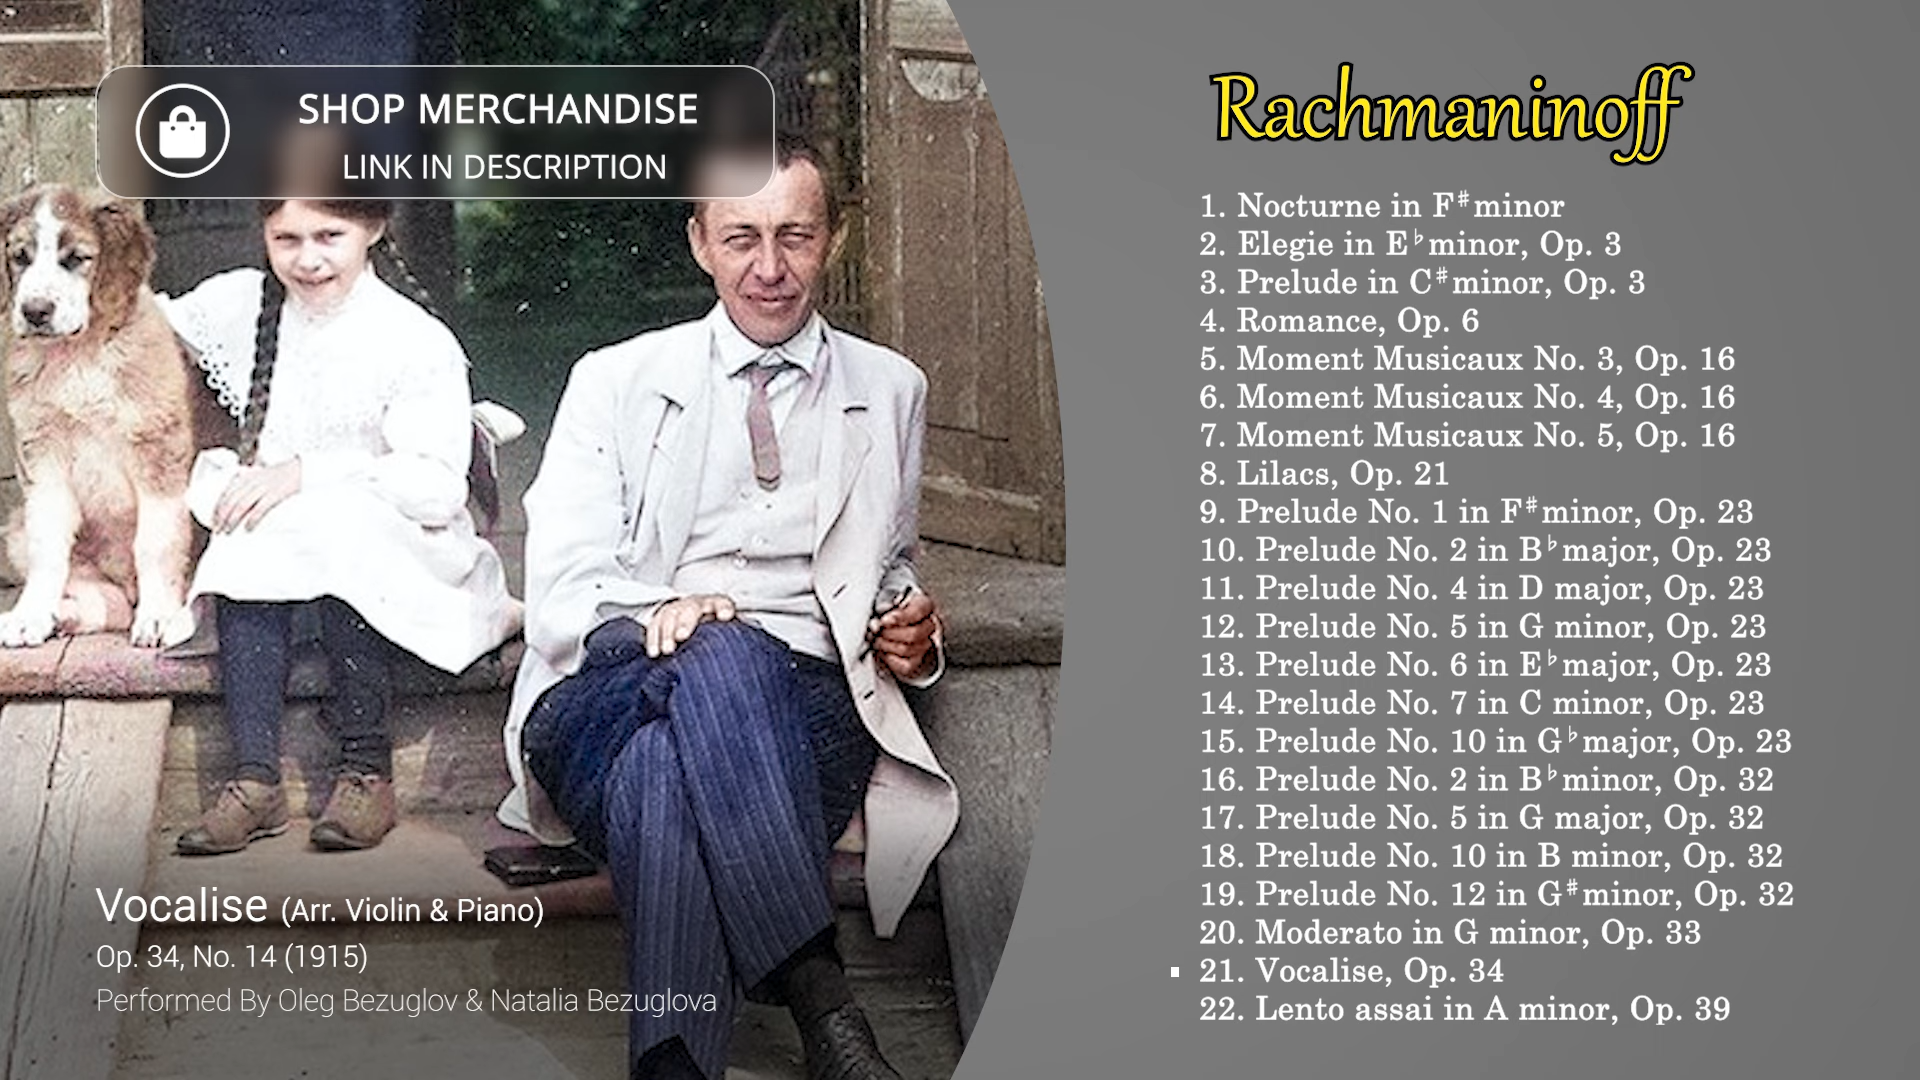 SHOP MERCHANDISE
LINK IN DESCRIPTION
Vocalise (Arr. Violin & Piano)
Op. 34, No. 14 (1915)
Performed By Oleg Bezuglov & Natalia Bezuglova
Rachmaninoff
1. Nocturne in F♯minor
2. Elegie in E♭minor, Op. 3
3. Prelude in C♯minor, Op. 3
4. Romance, Op. 6
5. Moment Musicaux No. 3, Op. 16
6. Moment Musicaux No. 4, Op. 16
7. Moment Musicaux No. 5, Op. 16
8. Lilacs, Op. 21
9. Prelude No. 1 in F♯minor, Op. 23
10. Prelude No. 2 in B♭major, Op. 23
11. Prelude No. 4 in D major, Op. 23
12. Prelude No. 5 in G minor, Op. 23
13. Prelude No. 6 in E♭major, Op. 23
14. Prelude No. 7 in C minor, Op. 23
15. Prelude No. 10 in G♭major, Op. 23
16. Prelude No. 2 in B♭minor, Op. 32
17. Prelude No. 5 in G major, Op. 32
18. Prelude No. 10 in B minor, Op. 32
19. Prelude No. 12 in G♯minor, Op. 32
20. Moderato in G minor, Op. 33
▪ 21. Vocalise, Op. 34
22. Lento assai in A minor, Op. 39